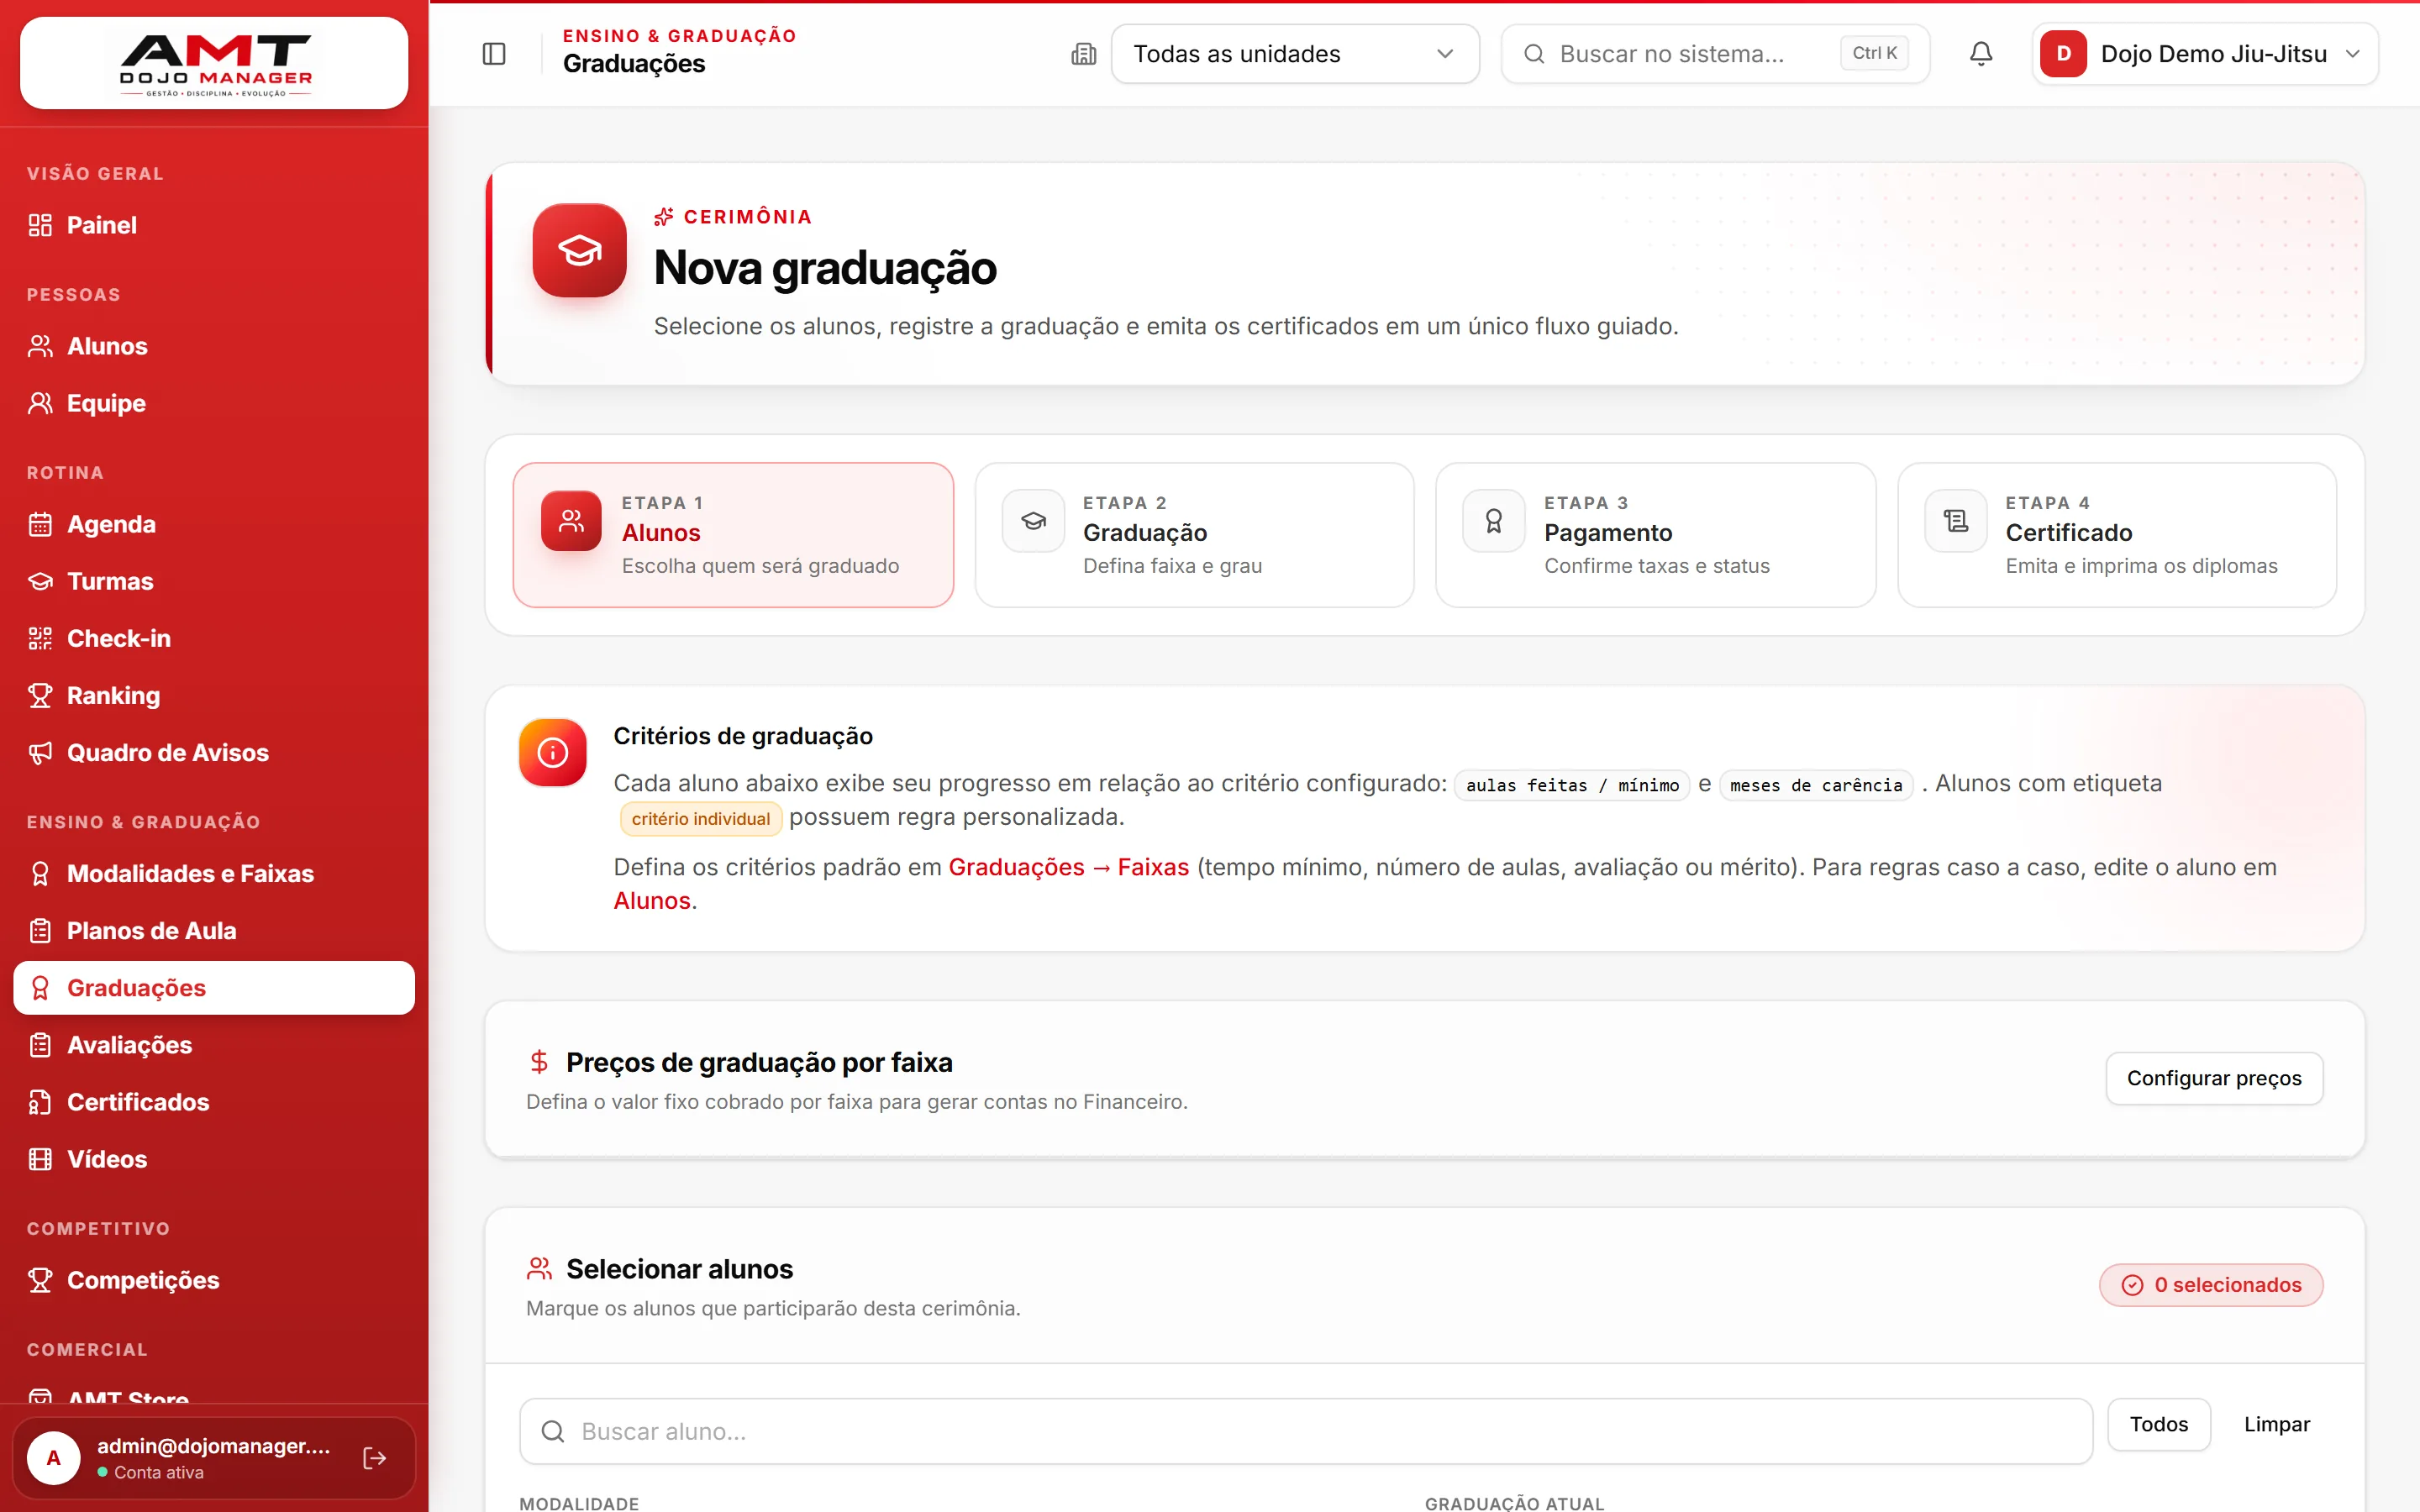 AMT
DOJO MANAGER
GESTÃO • DISCIPLINA • EVOLUÇÃO
VISÃO GERAL
Painel
PESSOAS
Alunos
Equipe
ROTINA
Agenda
Turmas
Check-in
Ranking
Quadro de Avisos
ENSINO & GRADUAÇÃO
Modalidades e Faixas
Planos de Aula
Graduações
Avaliações
Certificados
Vídeos
COMPETITIVO
Competições
COMERCIAL
AMT Store
A
admin@dojomanager....
Conta ativa
ENSINO & GRADUAÇÃO
Graduações
Todas as unidades
Buscar no sistema...
Ctrl K
D
Dojo Demo Jiu-Jitsu
CERIMÔNIA
Nova graduação
Selecione os alunos, registre a graduação e emita os certificados em um único fluxo guiado.
ETAPA 1
Alunos
Escolha quem será graduado
ETAPA 2
Graduação
Defina faixa e grau
ETAPA 3
Pagamento
Confirme taxas e status
ETAPA 4
Certificado
Emita e imprima os diplomas
Critérios de graduação
Cada aluno abaixo exibe seu progresso em relação ao critério configurado: aulas feitas / mínimo e meses de carência . Alunos com etiqueta
critério individual possuem regra personalizada.
Defina os critérios padrão em Graduações → Faixas (tempo mínimo, número de aulas, avaliação ou mérito). Para regras caso a caso, edite o aluno em
Alunos.
Preços de graduação por faixa
Defina o valor fixo cobrado por faixa para gerar contas no Financeiro.
Configurar preços
Selecionar alunos
Marque os alunos que participarão desta cerimônia.
0 selecionados
Buscar aluno...
Todos
Limpar
MODALIDADE
GRADUAÇÃO ATUAL